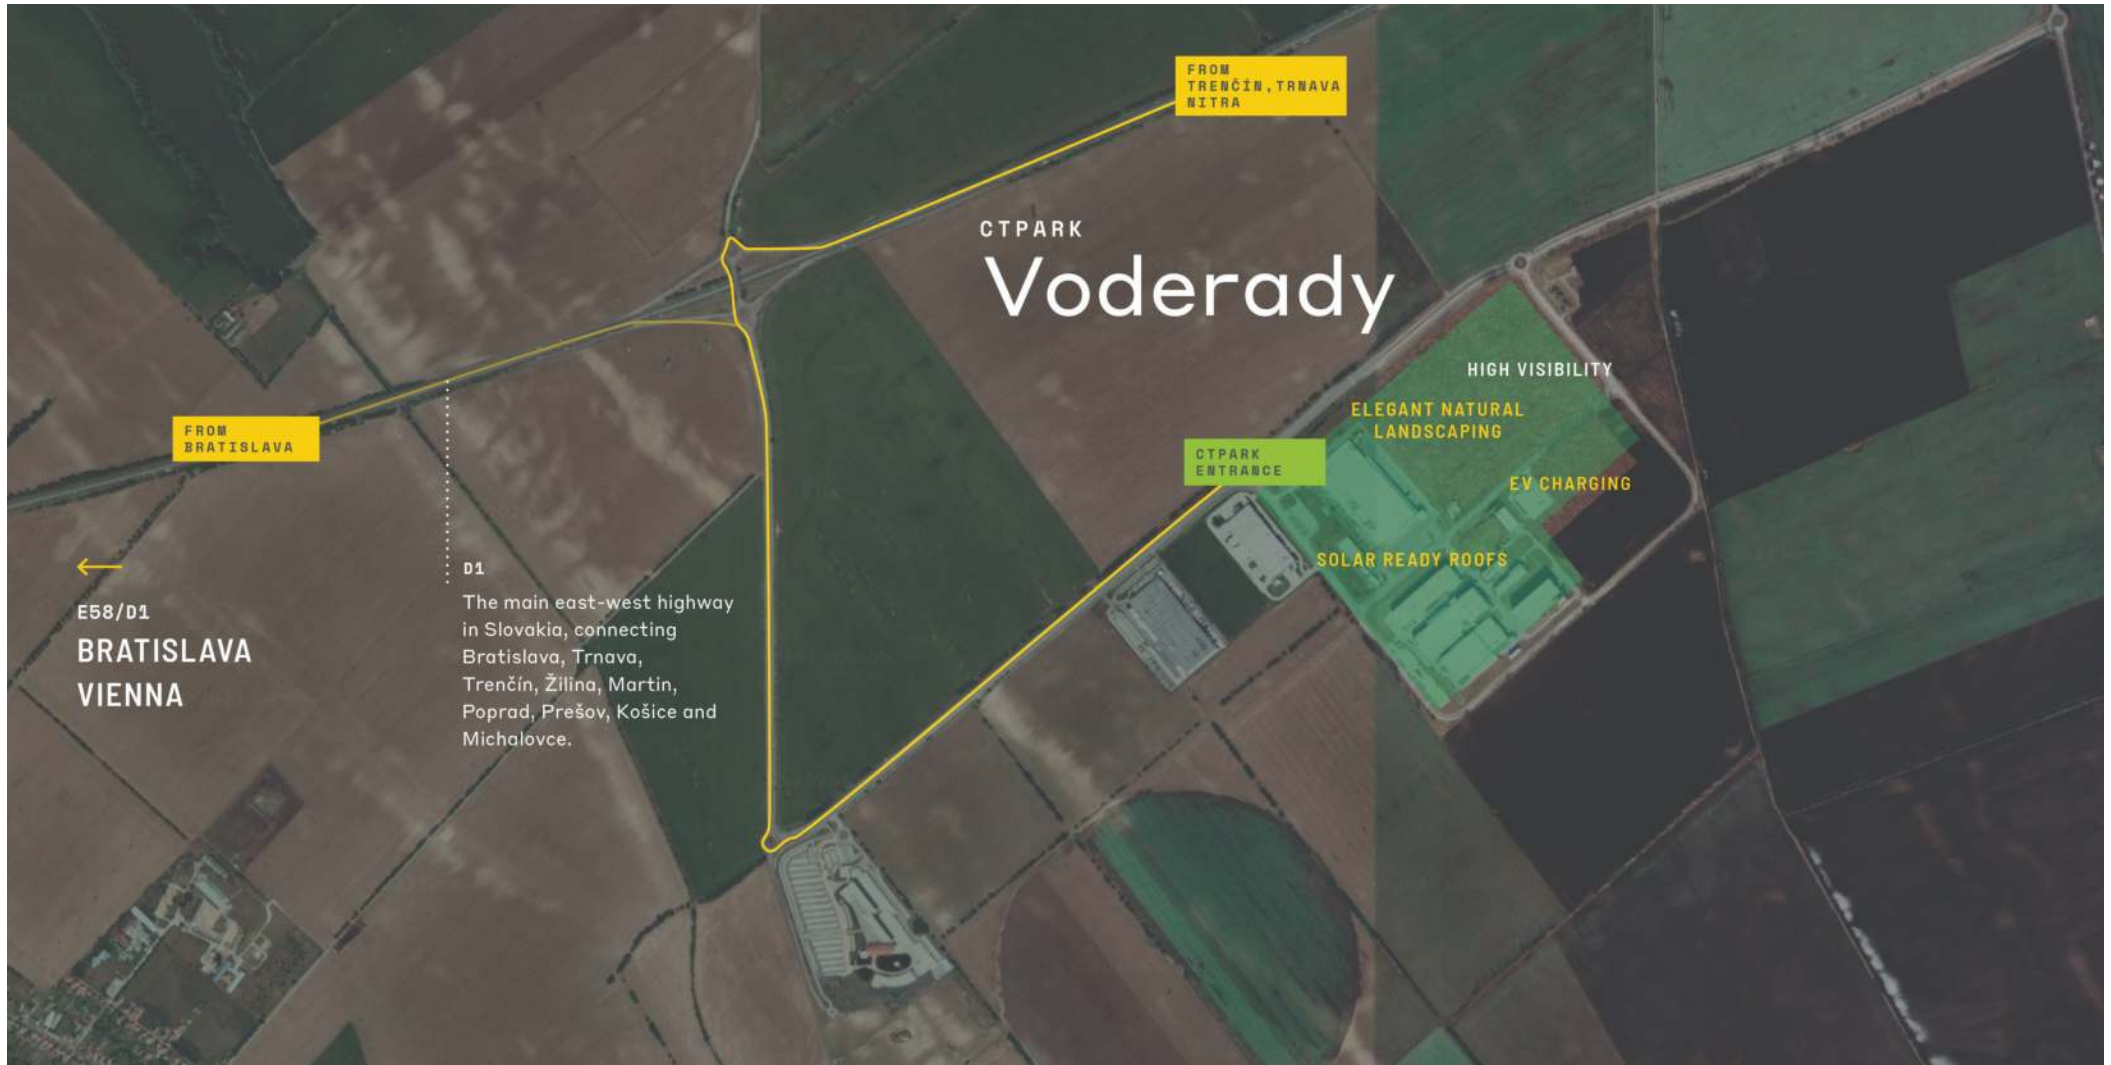 FROM
TRENČÍN, TRNAVA
NITRA
CTPARK
Voderady
HIGH VISIBILITY
ELEGANT NATURAL
LANDSCAPING
FROM
BRATISLAVA
CTPARK
ENTRANCE
EV CHARGING
SOLAR READY ROOFS
E58/D1
BRATISLAVA
VIENNA
D1
The main east-west highway
in Slovakia, connecting
Bratislava, Trnava,
Trenčín, Žilina, Martin,
Poprad, Prešov, Košice and
Michalovce.